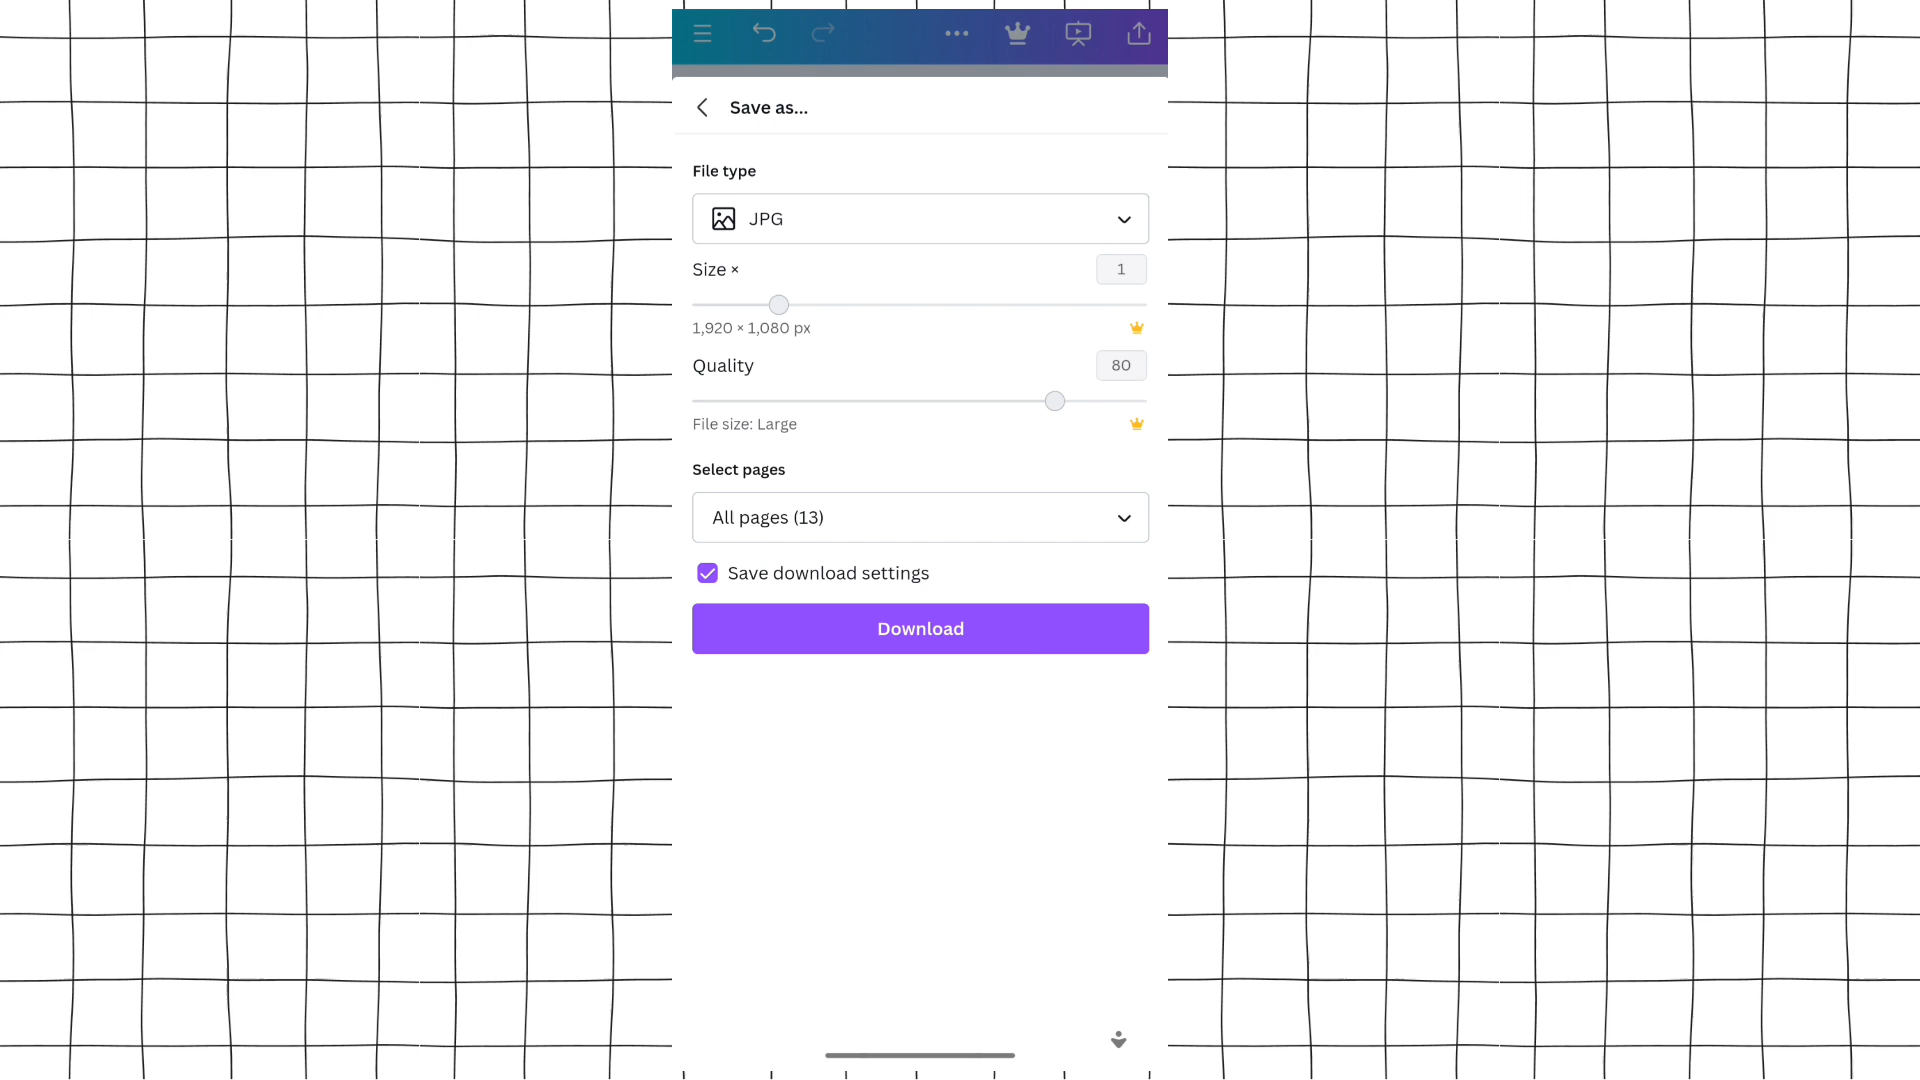 Save as...
File type
JPG
Size × 1
1,920 × 1,080 px
Quality 80
File size: Large
Select pages
All pages (13)
Save download settings
Download